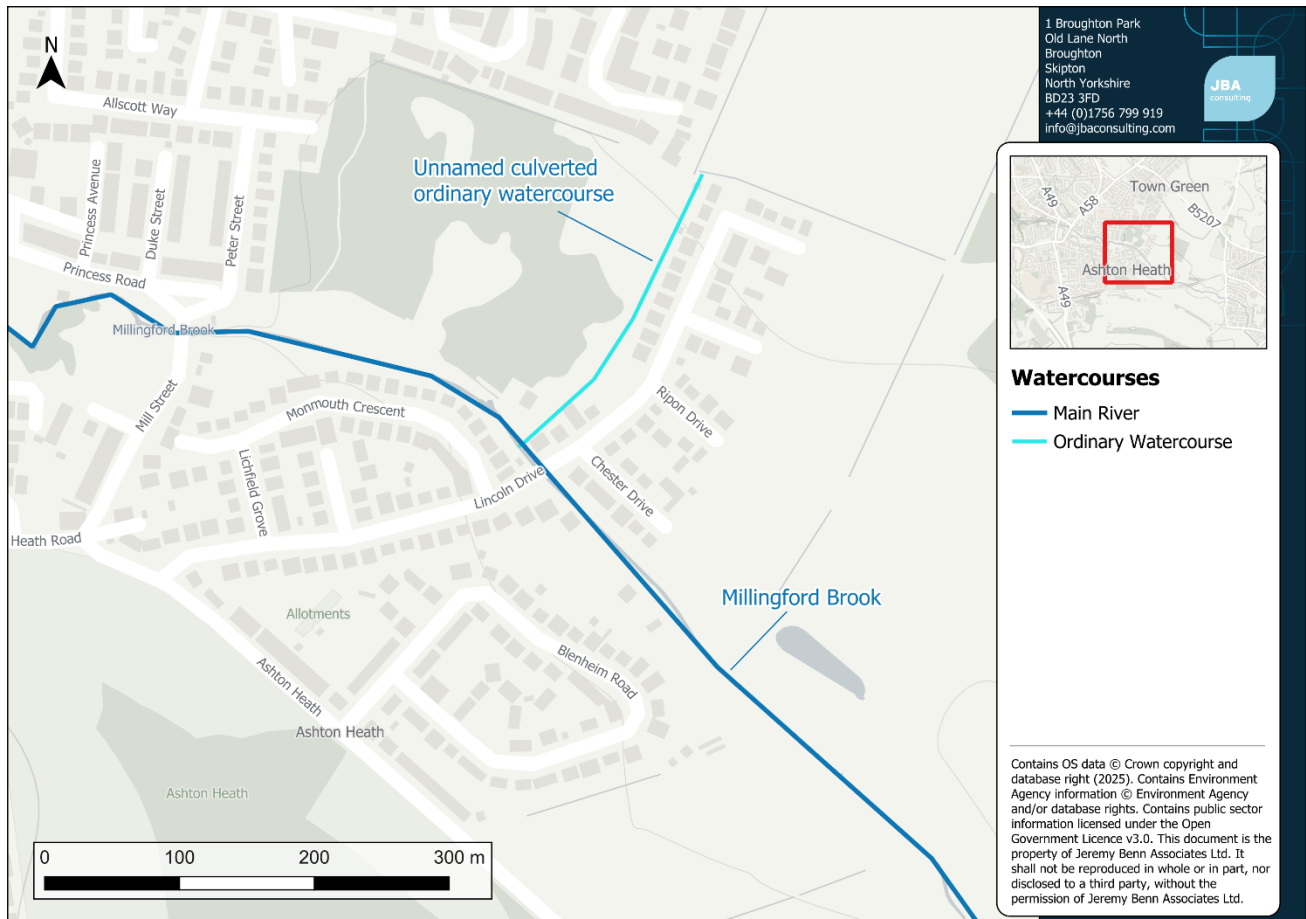 N
Allscott Way
Princess Avenue
Duke Street
Peter Street
Princess Road
Millingford Brook
Mill Street
Unnamed culverted
ordinary watercourse
Monmouth Crescent
Lichfield Grove
Lincoln Drive
Ripon Drive
Chester Drive
Heath Road
Allotments
Ashton Heath
Blenheim Road
Ashton Heath
Ashton Heath
Millingford Brook
0 100 200 300 m
1 Broughton Park
Old Lane North
Broughton
Skipton
North Yorkshire
BD23 3FD
+44 (0)1756 799 919
info@jbaconsulting.com
JBA
consulting
A49
A58
Town Green
B5207
Ashton Heath
A49
Watercourses
Main River
Ordinary Watercourse
Contains OS data © Crown copyright and
database right (2025). Contains Environment
Agency information © Environment Agency
and/or database rights. Contains public sector
information licensed under the Open
Government Licence v3.0. This document is the
property of Jeremy Benn Associates Ltd. It
shall not be reproduced in whole or in part, nor
disclosed to a third party, without the
permission of Jeremy Benn Associates Ltd.